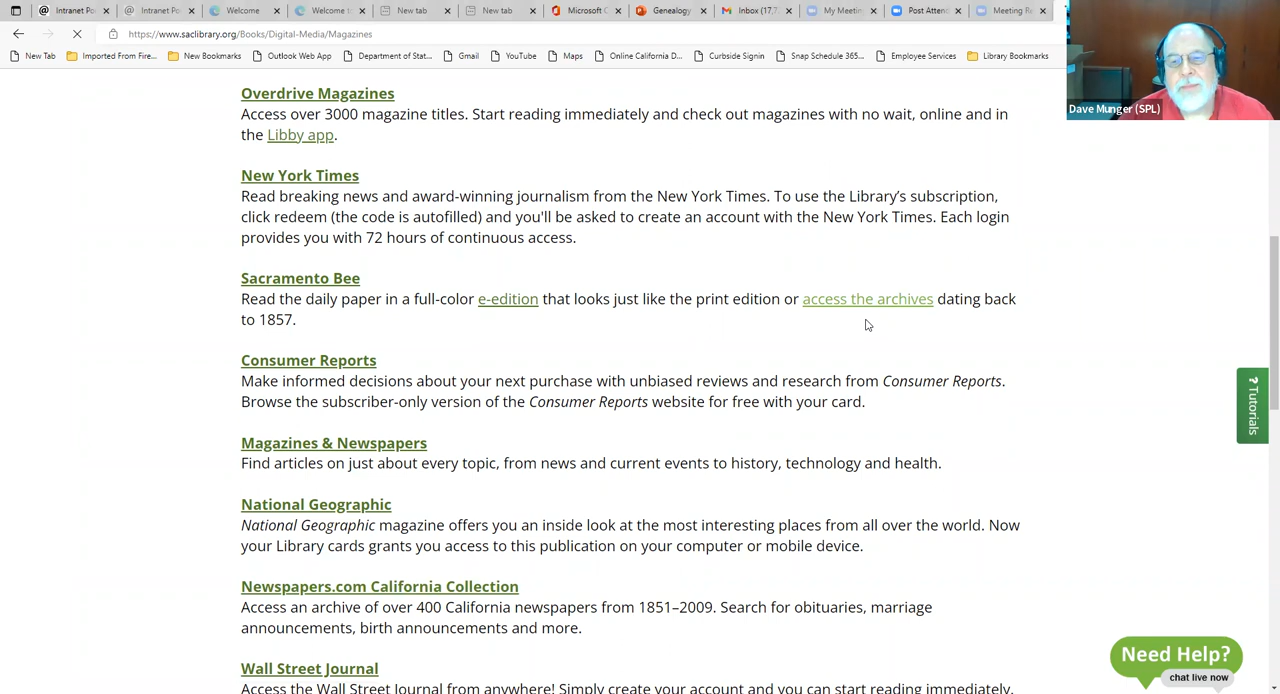 Intranet Po
Intranet Po
Welcome
Welcome t
New tab
New tab
Microsoft C
Genealogy
Inbox (17,7
My Meetin
Post Attend
Meeting Re
https://www.saclibrary.org/Books/Digital-Media/Magazines
New Tab
Imported From Fire...
New Bookmarks
Outlook Web App
Department of Stat...
Gmail
YouTube
Maps
Online California D...
Curbside Signin
Snap Schedule 365...
Employee Services
Library Bookmarks
Dave Munger (SPL)
Overdrive Magazines
Access over 3000 magazine titles. Start reading immediately and check out magazines with no wait, online and in
the Libby app.
New York Times
Read breaking news and award-winning journalism from the New York Times. To use the Library's subscription,
click redeem (the code is autofilled) and you'll be asked to create an account with the New York Times. Each login
provides you with 72 hours of continuous access.
Sacramento Bee
Read the daily paper in a full-color e-edition that looks just like the print edition or access the archives dating back
to 1857.
Consumer Reports
Make informed decisions about your next purchase with unbiased reviews and research from Consumer Reports.
Browse the subscriber-only version of the Consumer Reports website for free with your card.
? Tutorials
Magazines & Newspapers
Find articles on just about every topic, from news and current events to history, technology and health.
National Geographic
National Geographic magazine offers you an inside look at the most interesting places from all over the world. Now
your Library cards grants you access to this publication on your computer or mobile device.
Newspapers.com California Collection
Access an archive of over 400 California newspapers from 1851–2009. Search for obituaries, marriage
announcements, birth announcements and more.
Need Help?
chat live now
Wall Street Journal
Access the Wall Street Journal from anywhere! Simply create your account and you can start reading immediately.